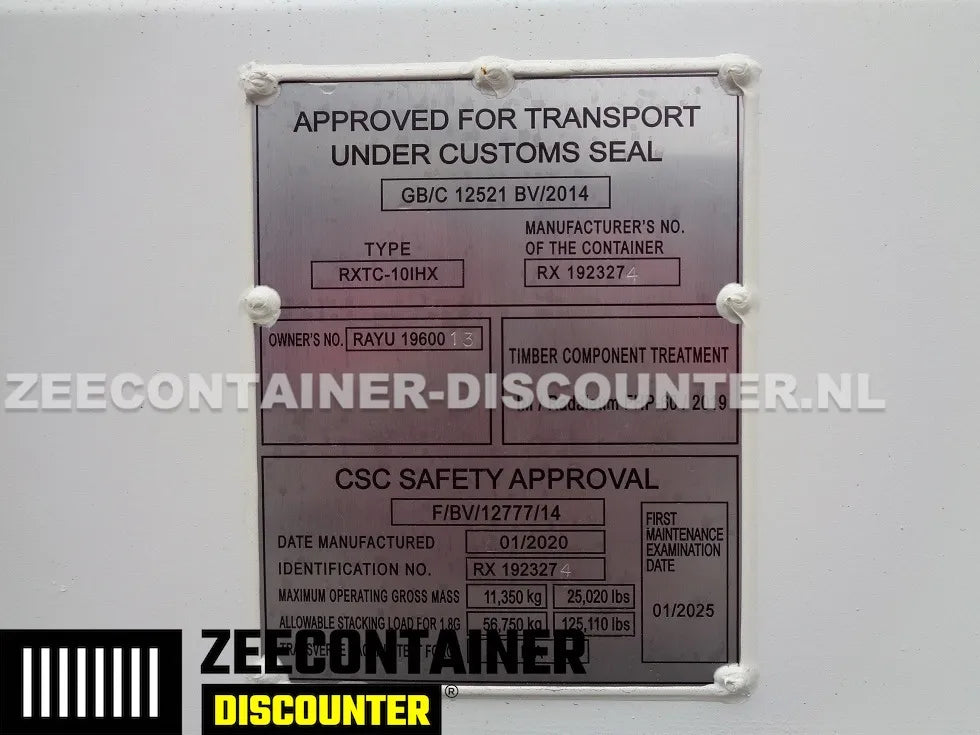 APPROVED FOR TRANSPORT
UNDER CUSTOMS SEAL
GB/C 12521 BV/2014
TYPE
RXTC-10IHX
MANUFACTURER'S NO.
OF THE CONTAINER
RX 1923274
OWNER'S NO. RAYU 1960013
TIMBER COMPONENT TREATMENT
2019
ZEECONTAINER-DISCOUNTER.NL
CSC SAFETY APPROVAL
F/BV/12777/14
DATE MANUFACTURED 01/2020
IDENTIFICATION NO. RX 1923274
MAXIMUM OPERATING GROSS MASS 11,350 kg 25,020 lbs
ALLOWABLE STACKING LOAD FOR 1.8G 56,750 kg 125,110 lbs
FIRST
MAINTENANCE
EXAMINATION
DATE
01/2025
ZEECONTAINER
DISCOUNTER ®